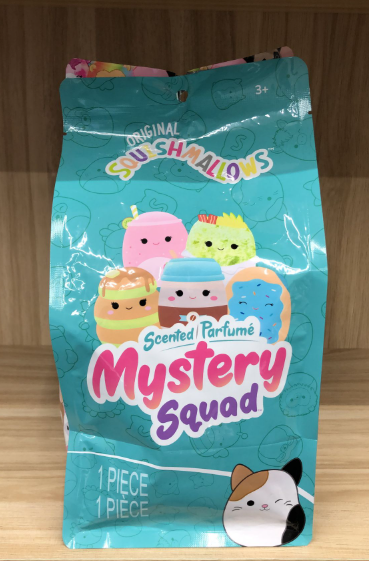 3+
ORIGINAL
SQUISHMALLOWS
Scented | Parfumé
Mystery
Squad
1 PIECE
1 PIÈCE